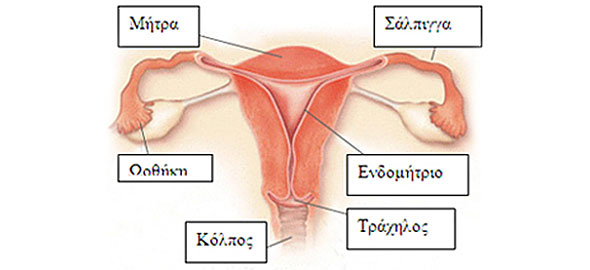 Μήτρα
Σάλπιγγα
Ωοθήκη
Ενδομήτριο
Τράχηλος
Κόλπος